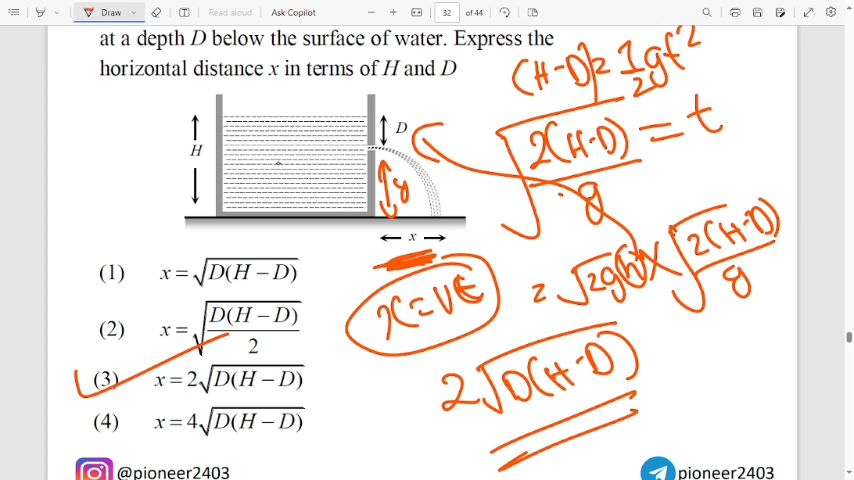 Draw
Read aloud
Ask Copilot
32 of 44
at a depth D below the surface of water. Express the
horizontal distance x in terms of H and D
(H-D) = 1/2 gt²
√(2(H-D)/g) = t
H
D
y
x
x = vt
= √2gh × √(2(H-D)/g)
2√D(H-D)
(1) x = √D(H − D)
(2) x = √(D(H − D)/2)
(3) x = 2√D(H − D)
(4) x = 4√D(H − D)
@pioneer2403
pioneer2403